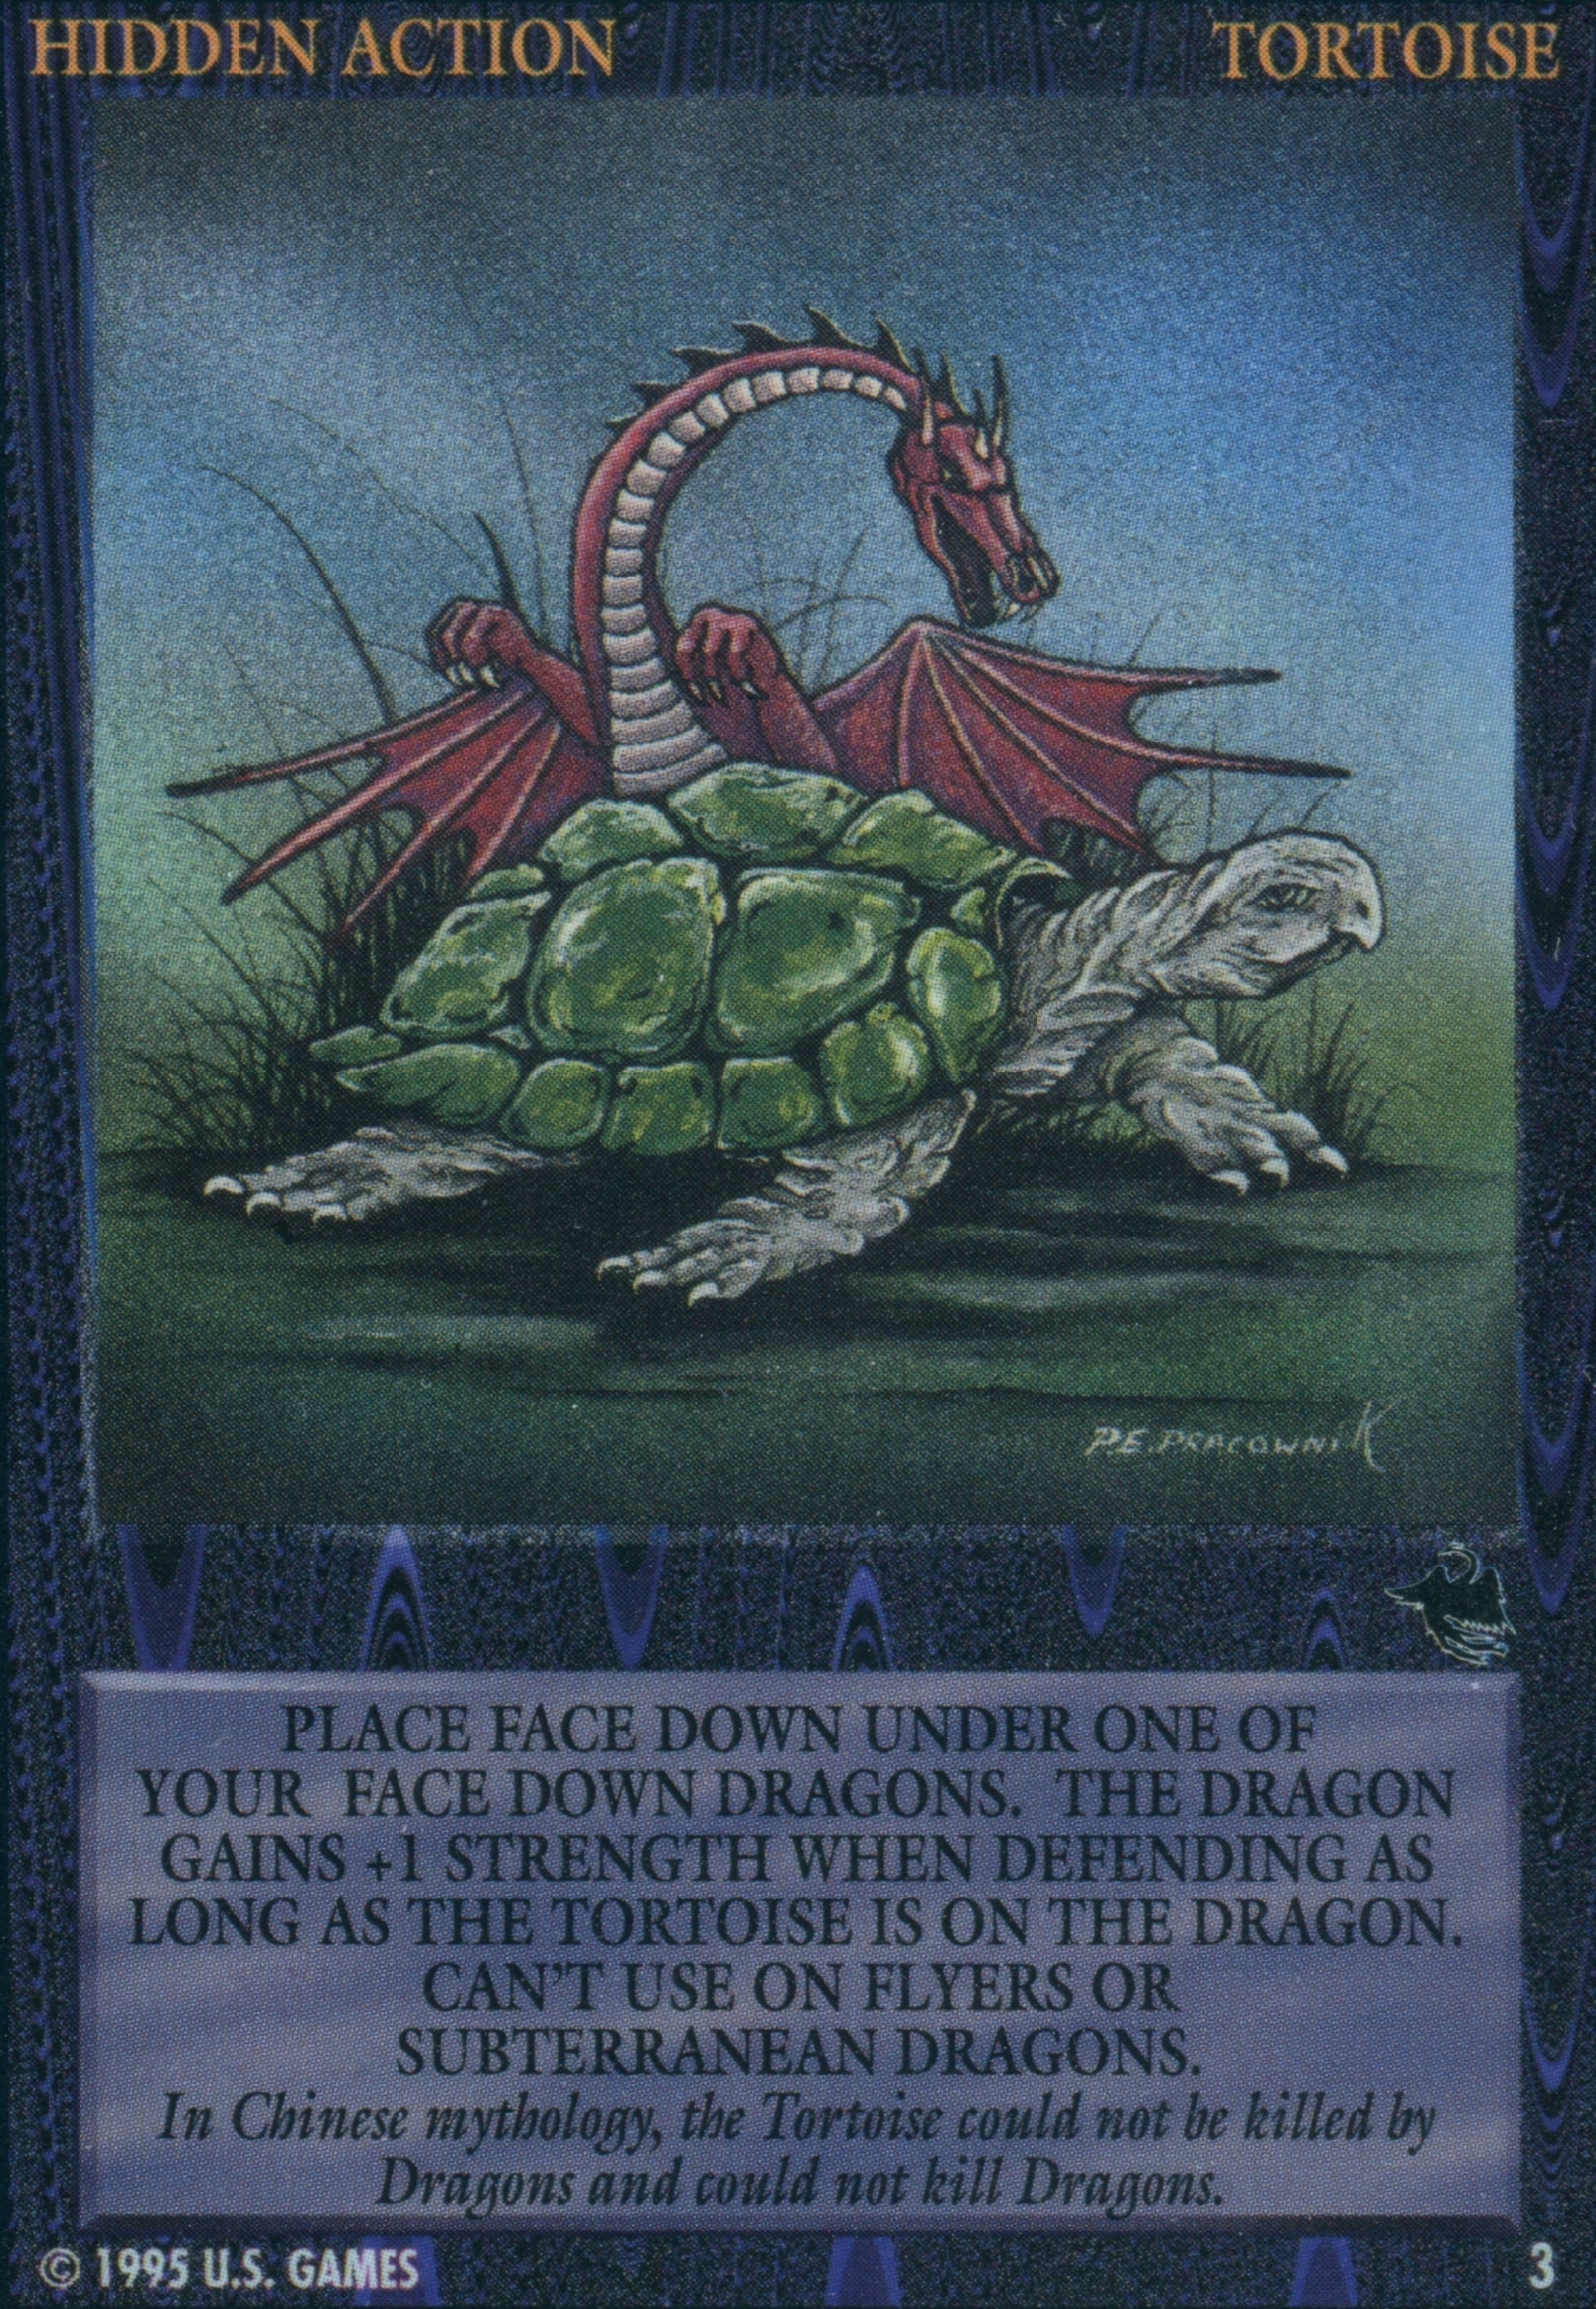 HIDDEN ACTION
TORTOISE
P.E. PRACOWNIK
PLACE FACE DOWN UNDER ONE OF
YOUR FACE DOWN DRAGONS. THE DRAGON
GAINS +1 STRENGTH WHEN DEFENDING AS
LONG AS THE TORTOISE IS ON THE DRAGON.
CAN'T USE ON FLYERS OR
SUBTERRANEAN DRAGONS.
In Chinese mythology, the Tortoise could not be killed by
Dragons and could not kill Dragons.
© 1995 U.S. GAMES
3